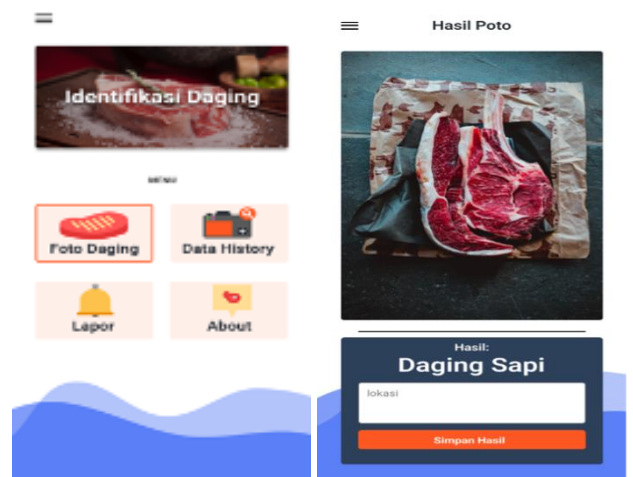 Identifikasi Daging
MENU
Foto Daging
Data History
Lapor
About
Hasil Poto
Hasil:
Daging Sapi
lokasi
Simpan Hasil